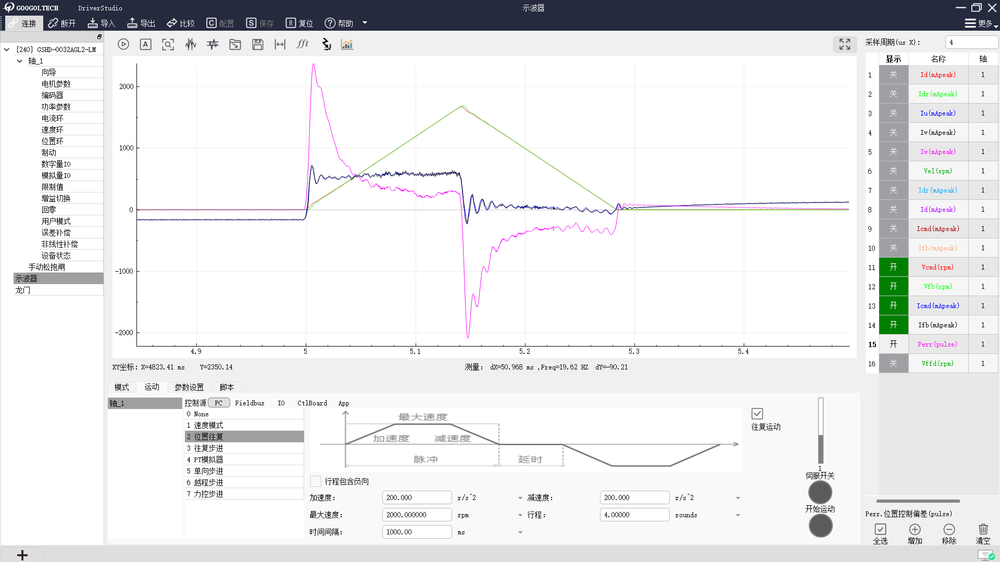 GOOGOLTECH DriverStudio 示波器
连接 断开 导入 导出 比较 C 配置 S 保存 R 复位 ? 帮助 更多
A fft
[240] GSHD-0032AGL2-LM
轴_1
向导
电机参数
编码器
功率参数
电流环
速度环
位置环
制动
数字量IO
模拟量IO
限制值
增益切换
回零
用户模式
误差补偿
非线性补偿
设备状态
手动松抱闸
示波器
龙门
2000
1000
0
-1000
-2000
4.9 5 5.1 5.2 5.3 5.4
XY坐标: X=4823.41 ms Y=2350.14 测量: dX=50.968 ms ,Freq=19.62 HZ dY=-90.21
模式 运动 参数设置 脚本
轴_1
控制源 PC Fieldbus IO CtlBoard App
0 None
1 速度模式
2 位置往复
3 往复步进
4 PT模拟器
5 单向步进
6 越程步进
7 力控步进
最大速度
加速度 减速度
脉冲 延时
往复运动
行程包含负向
加速度: 200.000 r/s^2 减速度: 200.000 r/s^2
最大速度: 2000.000000 rpm 行程: 4.00000 rounds
时间间隔: 1000.00 ms
1
伺服开关
开始运动
采样周期(us X): 4
显示 名称 轴
1 关 Id(mApeak) 1
2 关 Idr(mApeak) 1
3 关 Iu(mApeak) 1
4 关 Iv(mApeak) 1
5 关 Iw(mApeak) 1
6 关 Vel(rpm) 1
7 关 Idr(mApeak) 1
8 关 Id(mApeak) 1
9 关 Icmd(mApeak) 1
10 关 Ifb(mApeak) 1
11 开 Vcmd(rpm) 1
12 开 Vfb(rpm) 1
13 开 Icmd(mApeak) 1
14 开 Ifb(mApeak) 1
15 开 Perr(pulse) 1
16 关 Vffd(rpm) 1
Perr.位置控制偏差(pulse)
全选 增加 移除 清空